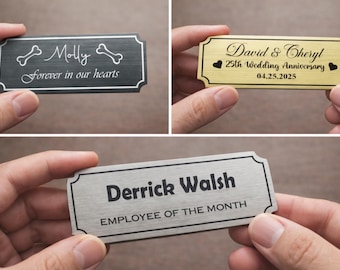 Molly
Forever in our hearts
David & Cheryl
25th Wedding Anniversary
04.25.2025
Derrick Walsh
EMPLOYEE OF THE MONTH